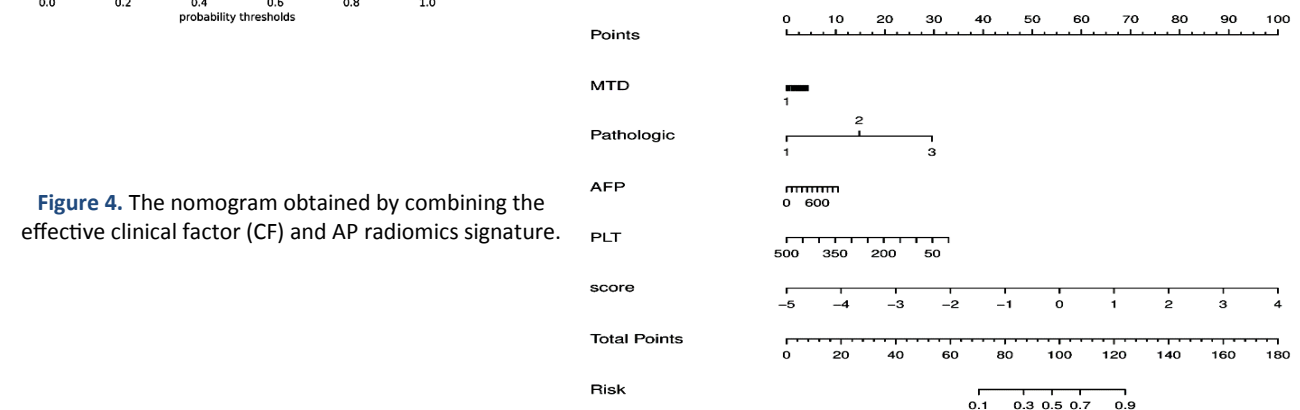 0.0 0.2 0.4 0.6 0.8 1.0
probability thresholds
Figure 4. The nomogram obtained by combining the
effective clinical factor (CF) and AP radiomics signature.
0 10 20 30 40 50 60 70 80 90 100
Points
MTD
1
2
Pathologic
1 3
AFP
0 600
PLT
500 350 200 50
score
−5 −4 −3 −2 −1 0 1 2 3 4
Total Points
0 20 40 60 80 100 120 140 160 180
Risk
0.1 0.3 0.5 0.7 0.9